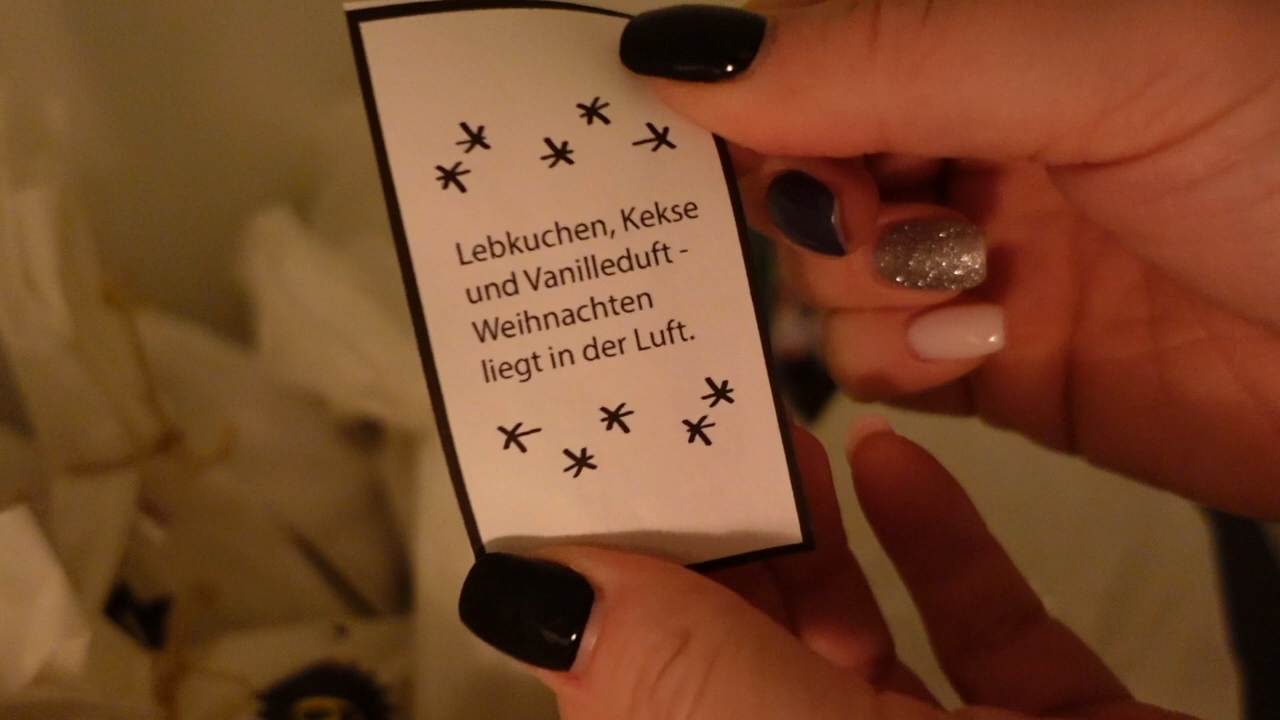 Lebkuchen, Kekse
und Vanilleduft -
Weihnachten
liegt in der Luft.